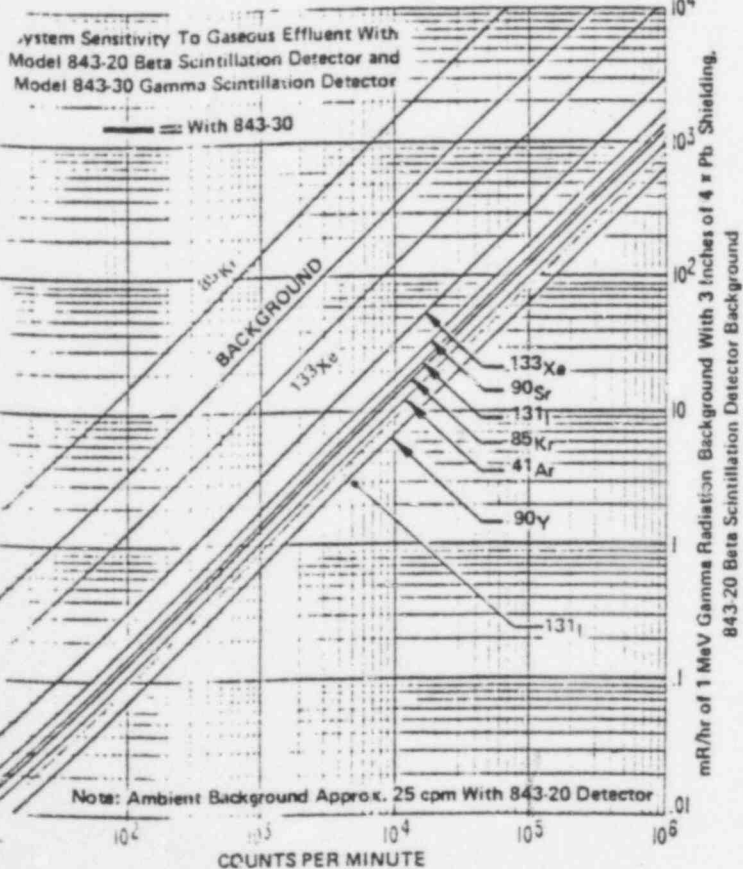 ystem Sensitivity To Gaseous Effluent With
Model 843-20 Beta Scintillation Detector and
Model 843-30 Gamma Scintillation Detector
= With 843-30
85Kr
BACKGROUND
133Xe
133Xe
90Sr
131I
85Kr
41Ar
90Y
131I
10⁴
10³
10²
10
1
.1
.01
mR/hr of 1 MeV Gamma Radiation Background With 3 Inches of 4 π Pb Shielding,
843-20 Beta Scintillation Detector Background
Note: Ambient Background Approx. 25 cpm With 843-20 Detector
10² 10³ 10⁴ 10⁵ 10⁶
COUNTS PER MINUTE